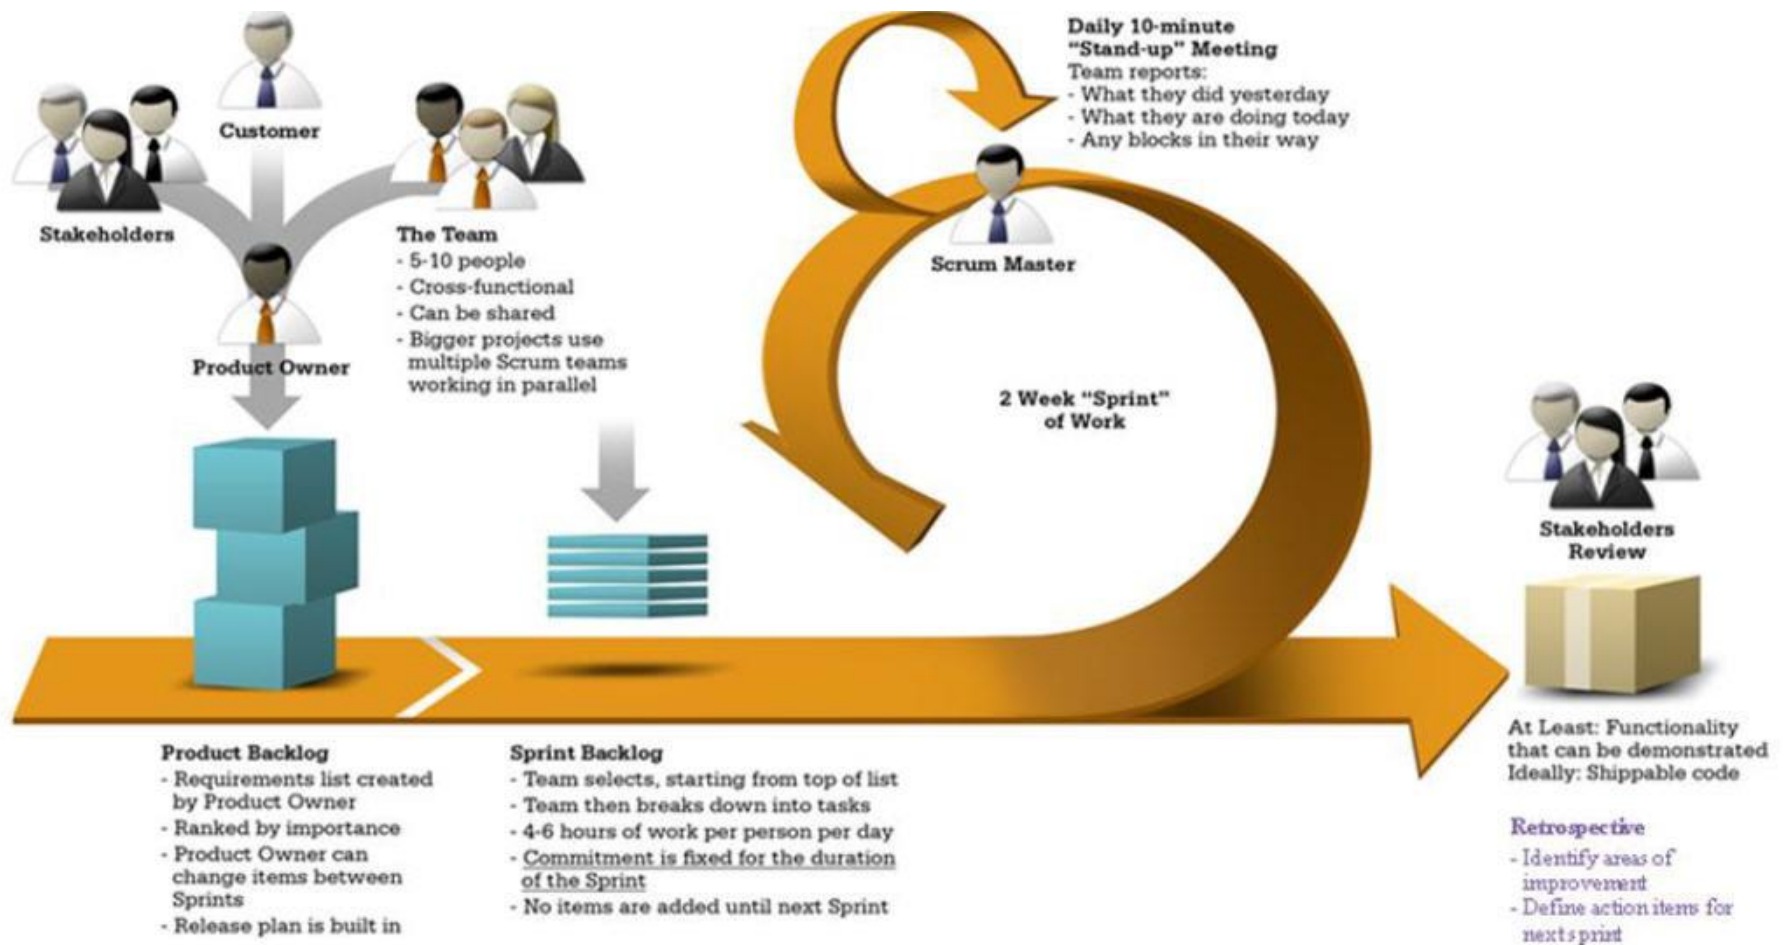 Customer
Stakeholders
The Team
- 5-10 people
- Cross-functional
- Can be shared
- Bigger projects use
multiple Scrum teams
working in parallel
Product Owner
Daily 10-minute
“Stand-up” Meeting
Team reports:
- What they did yesterday
- What they are doing today
- Any blocks in their way
Scrum Master
2 Week “Sprint”
of Work
Stakeholders
Review
At Least: Functionality
that can be demonstrated
Ideally: Shippable code
Product Backlog
- Requirements list created
by Product Owner
- Ranked by importance
- Product Owner can
change items between
Sprints
- Release plan is built in
Sprint Backlog
- Team selects, starting from top of list
- Team then breaks down into tasks
- 4-6 hours of work per person per day
- Commitment is fixed for the duration
of the Sprint
- No items are added until next Sprint
Retrospective
- Identify areas of
improvement
- Define action items for
next sprint